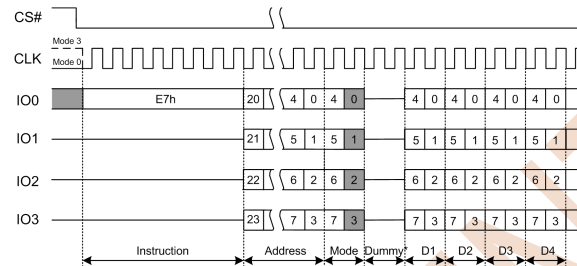 CS#
Mode 3
CLK
Mode 0
IO0 E7h 20 4 0 4 0 4 0 4 0 4 0 4 0
IO1 21 5 1 5 1 5 1 5 1 5 1 5 1
IO2 22 6 2 6 2 6 2 6 2 6 2 6 2
IO3 23 7 3 7 3 7 3 7 3 7 3 7 3
Instruction Address Mode Dummy* D1 D2 D3 D4